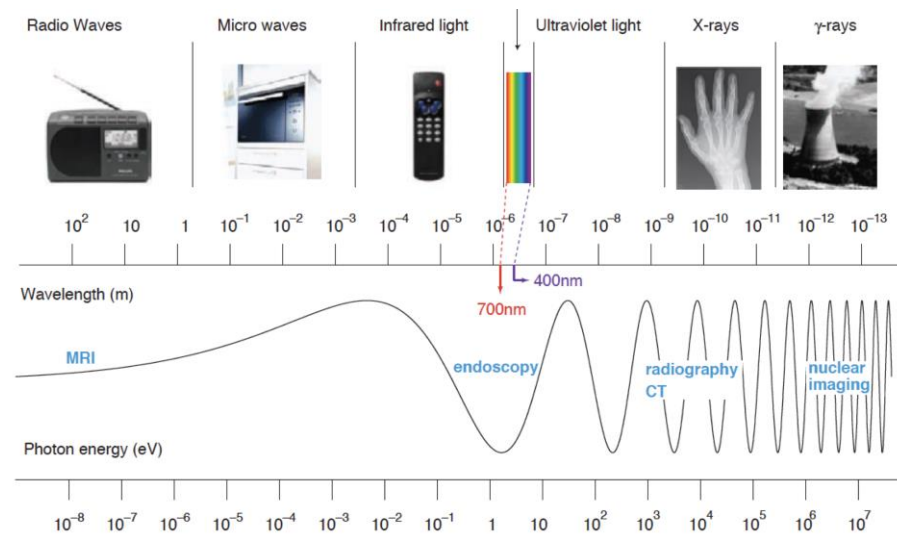 Radio Waves Micro waves Infrared light Ultraviolet light X-rays γ-rays
10² 10 1 10⁻¹ 10⁻² 10⁻³ 10⁻⁴ 10⁻⁵ 10⁻⁶ 10⁻⁷ 10⁻⁸ 10⁻⁹ 10⁻¹⁰ 10⁻¹¹ 10⁻¹² 10⁻¹³
400nm
Wavelength (m)
700nm
MRI
endoscopy
radiography
CT
nuclear
imaging
Photon energy (eV)
10⁻⁸ 10⁻⁷ 10⁻⁶ 10⁻⁵ 10⁻⁴ 10⁻³ 10⁻² 10⁻¹ 1 10 10² 10³ 10⁴ 10⁵ 10⁶ 10⁷